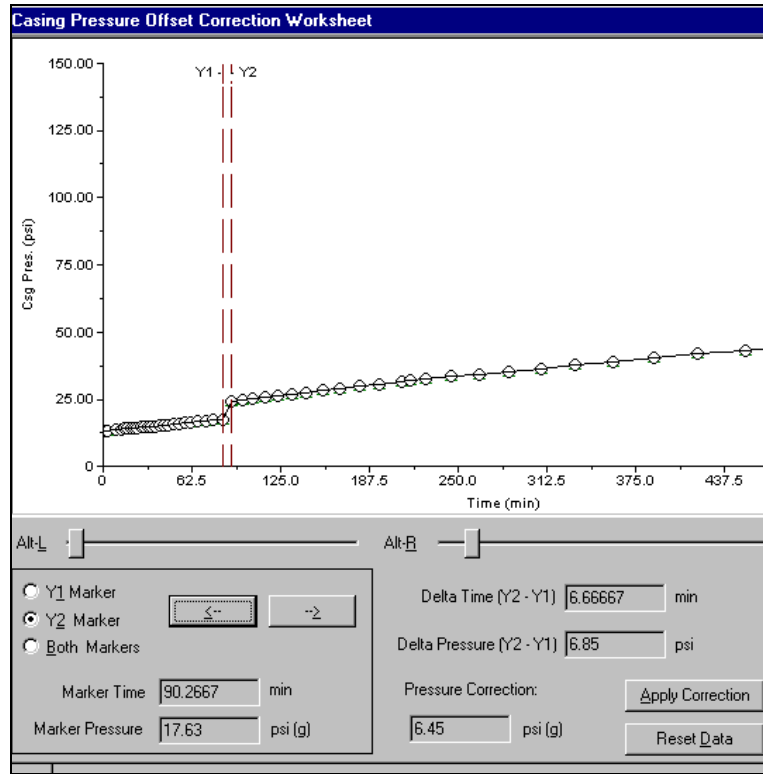 Casing Pressure Offset Correction Worksheet
150.00
Y1 - - Y2
125.00
100.00
75.00
50.00
25.00
0
Csg Pres. (psi)
0 62.5 125.0 187.5 250.0 312.5 375.0 437.5
Time (min)
Alt-L
Alt-R
Y1 Marker
Y2 Marker
Both Markers
<--
-->
Marker Time 90.2667 min
Marker Pressure 17.63 psi (g)
Delta Time (Y2 - Y1) 6.66667 min
Delta Pressure (Y2 - Y1) 6.85 psi
Pressure Correction:
6.45 psi (g)
Apply Correction
Reset Data